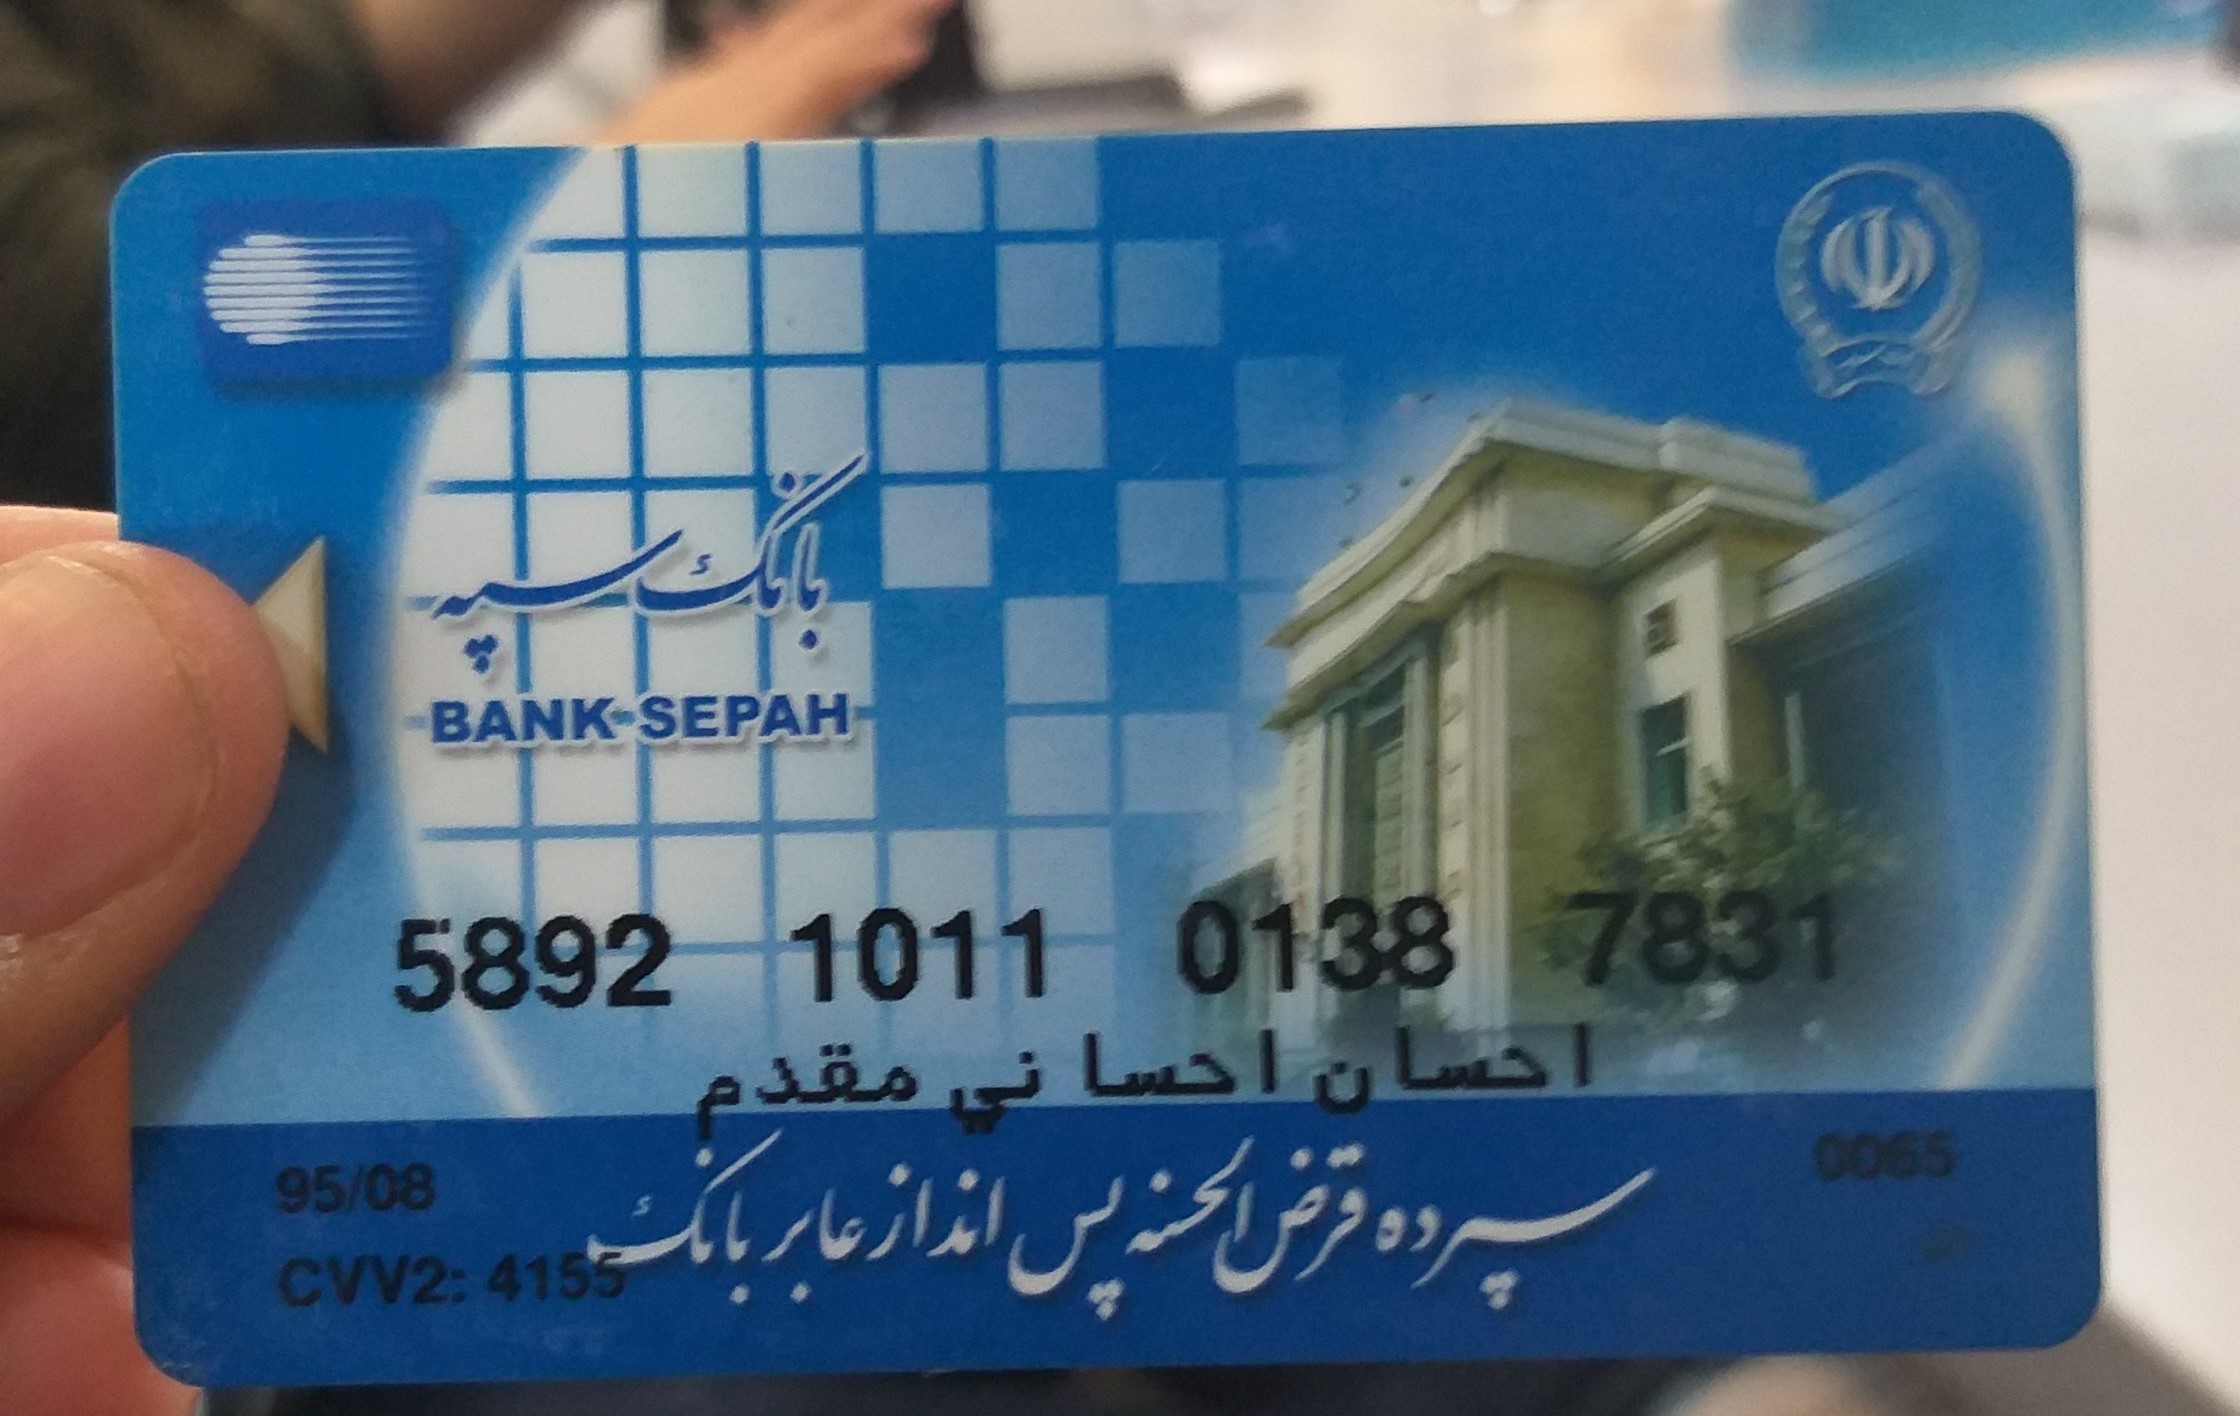 بانک سپه
BANK SEPAH
5892 1011 0138 7831
احسان احساني مقدم
95/08
0065
CVV2: 4155
سپرده قرض الحسنه پس انداز عابر بانک